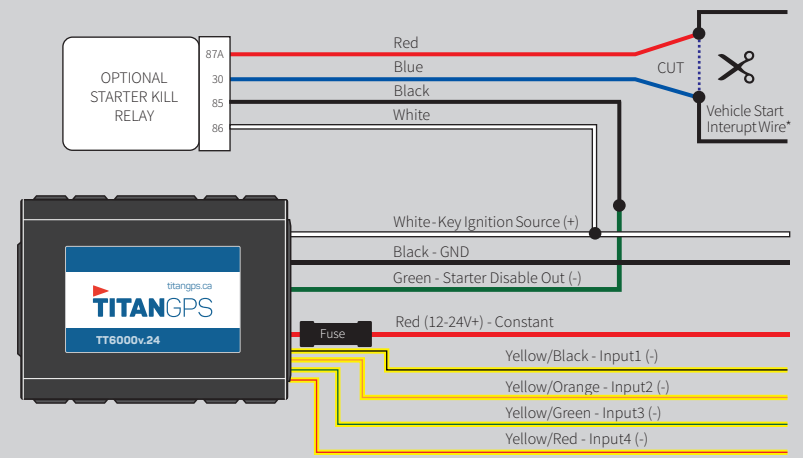 OPTIONAL
STARTER KILL
RELAY
87A
30
85
86
Red
Blue
Black
White
CUT
Vehicle Start
Interupt Wire*
White-Key Ignition Source (+)
Black - GND
Green - Starter Disable Out (-)
titangps.ca
TITANGPS
TT6000v.24
Fuse
Red (12-24V+) - Constant
Yellow/Black - Input1 (-)
Yellow/Orange - Input2 (-)
Yellow/Green - Input3 (-)
Yellow/Red - Input4 (-)